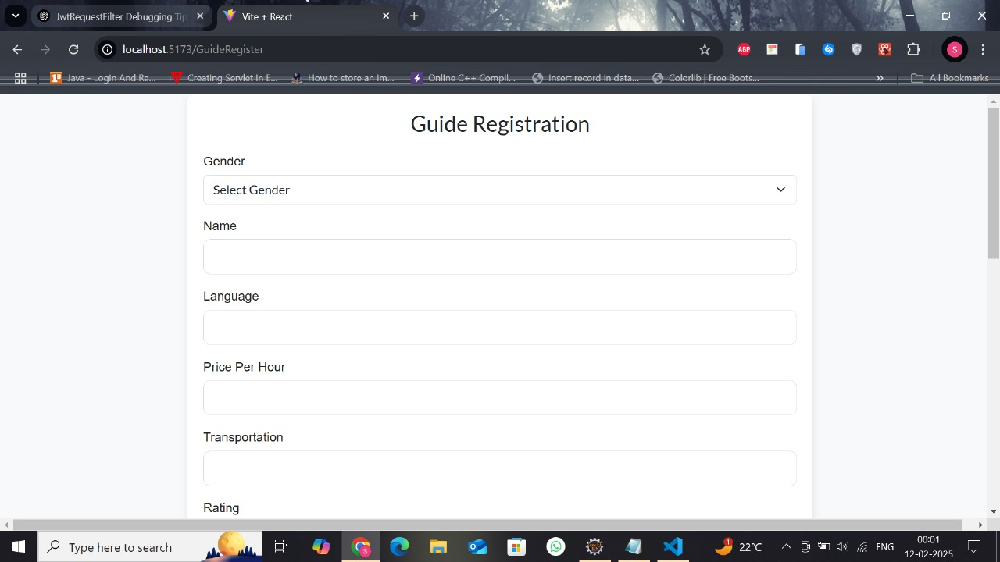 JwtRequestFilter Debugging Tip
Vite + React
localhost:5173/GuideRegister
ABP
S
Java - Login And Re...
Creating Servlet in E...
How to store an Im...
Online C++ Compil...
Insert record in data...
Colorlib | Free Boots...
All Bookmarks
Guide Registration
Gender
Select Gender
Name
Language
Price Per Hour
Transportation
Rating
Type here to search
1
22°C
ENG
00:01
12-02-2025